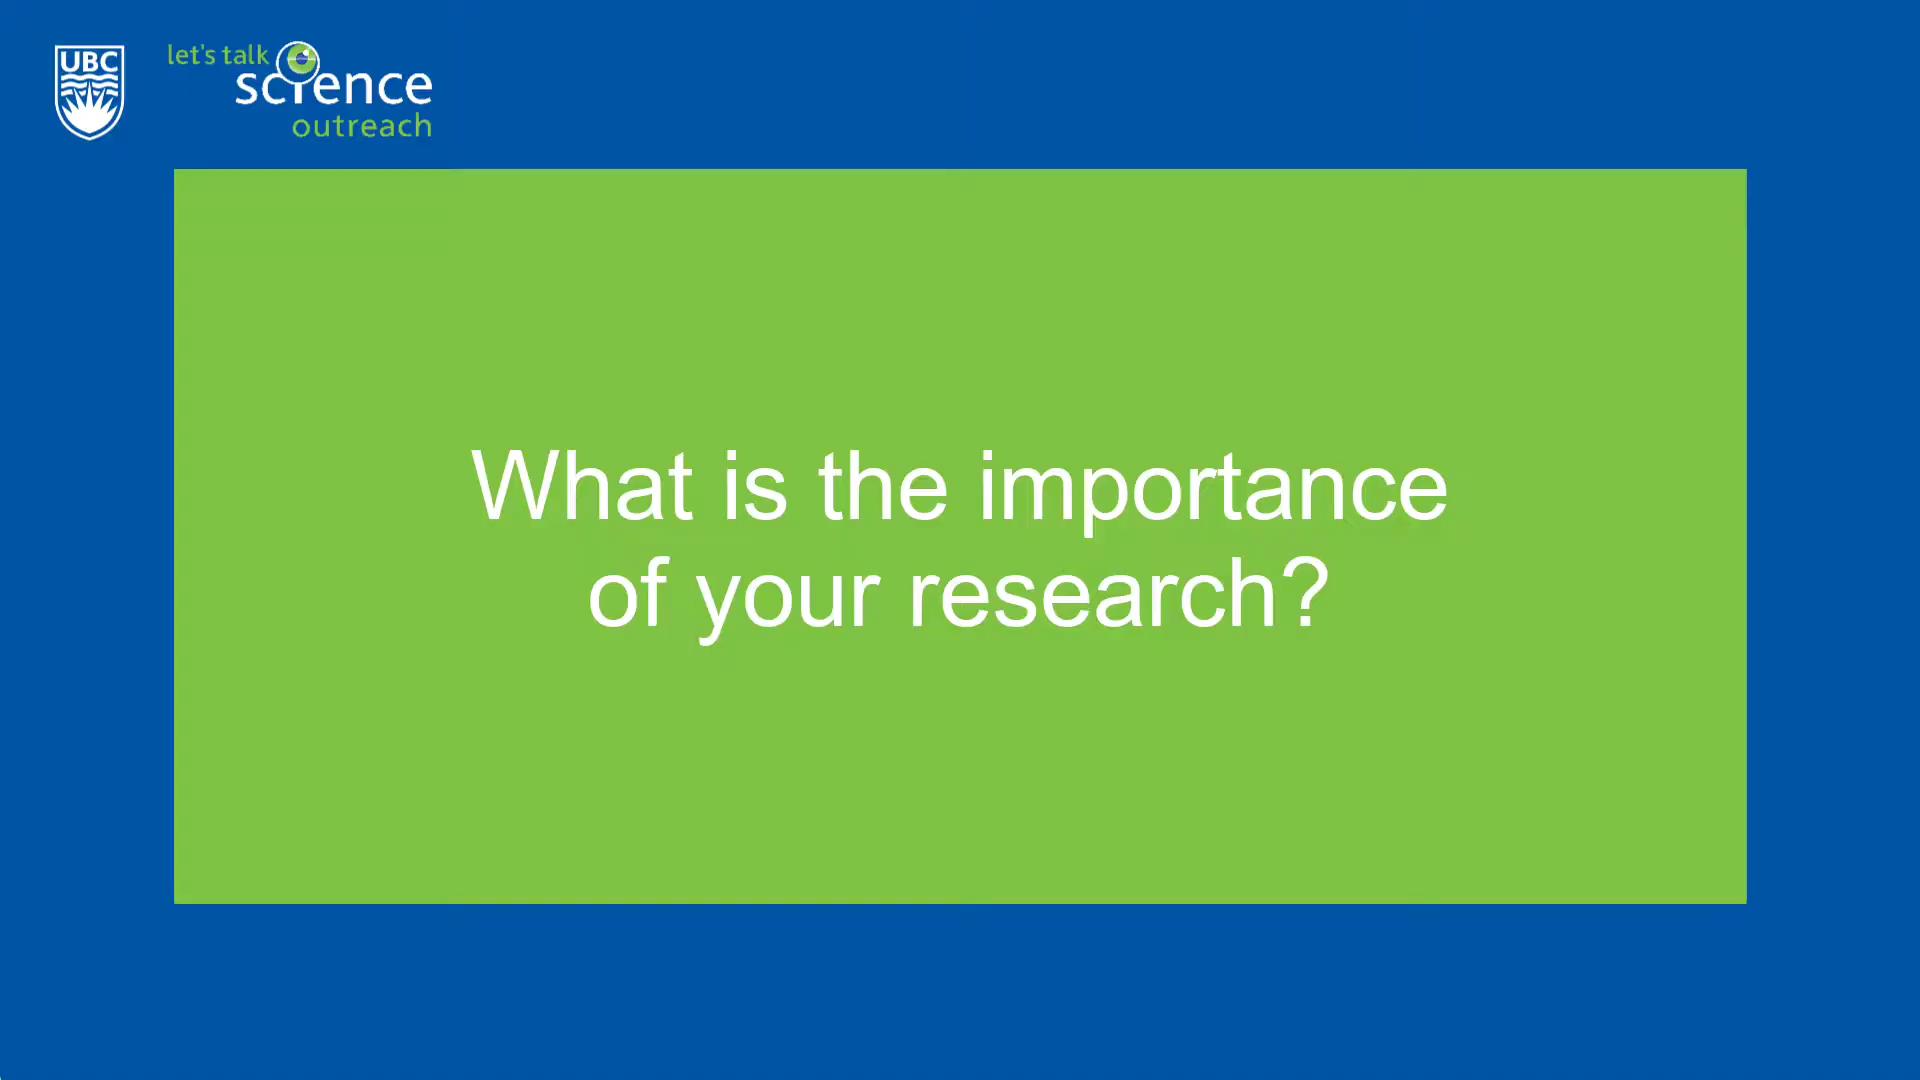 UBC
let's talk
science
outreach
What is the importance
of your research?